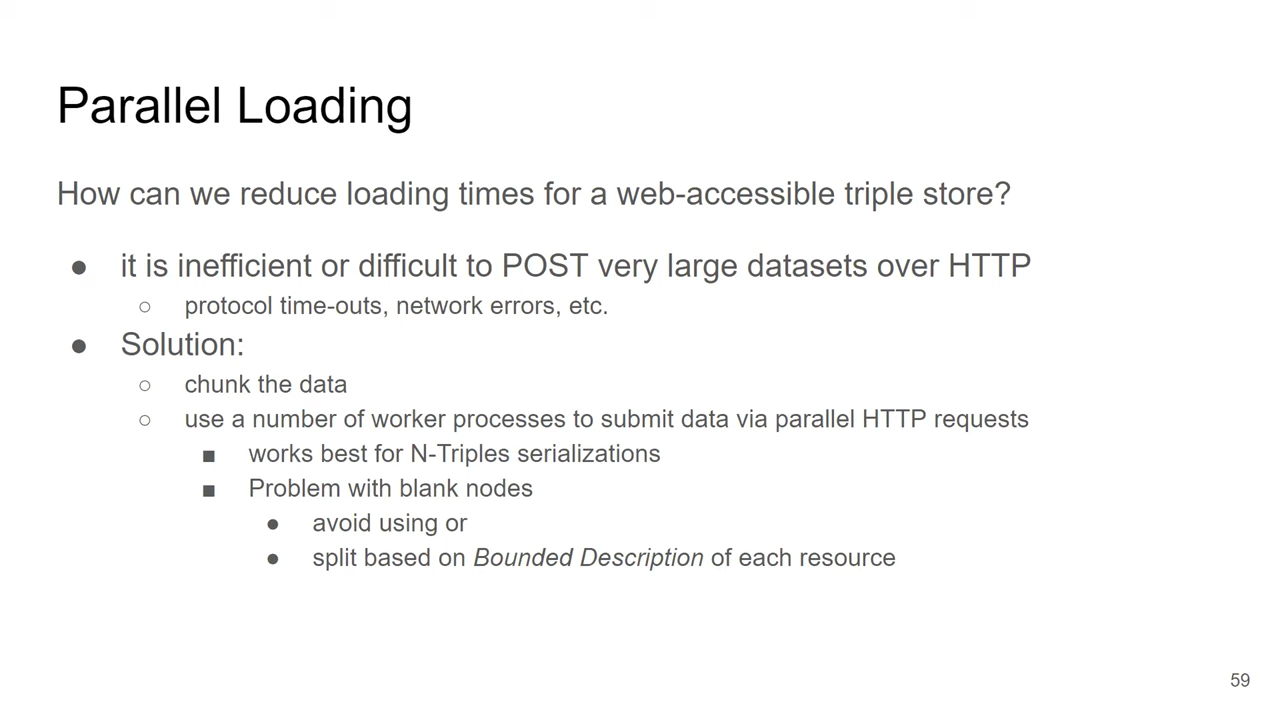 Parallel Loading
How can we reduce loading times for a web-accessible triple store?
● it is inefficient or difficult to POST very large datasets over HTTP
○ protocol time-outs, network errors, etc.
● Solution:
○ chunk the data
○ use a number of worker processes to submit data via parallel HTTP requests
■ works best for N-Triples serializations
■ Problem with blank nodes
● avoid using or
● split based on Bounded Description of each resource
59